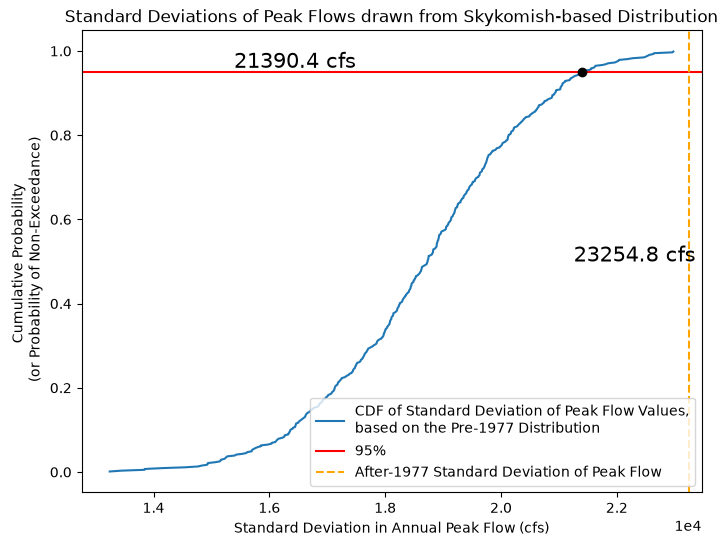 Standard Deviations of Peak Flows drawn from Skykomish-based Distribution
1.0
21390.4 cfs
0.8
0.6
23254.8 cfs
0.4
0.2
0.0
Cumulative Probability
(or Probability of Non-Exceedance)
CDF of Standard Deviation of Peak Flow Values,
based on the Pre-1977 Distribution
95%
After-1977 Standard Deviation of Peak Flow
1.4 1.6 1.8 2.0 2.2
1e4
Standard Deviation in Annual Peak Flow (cfs)